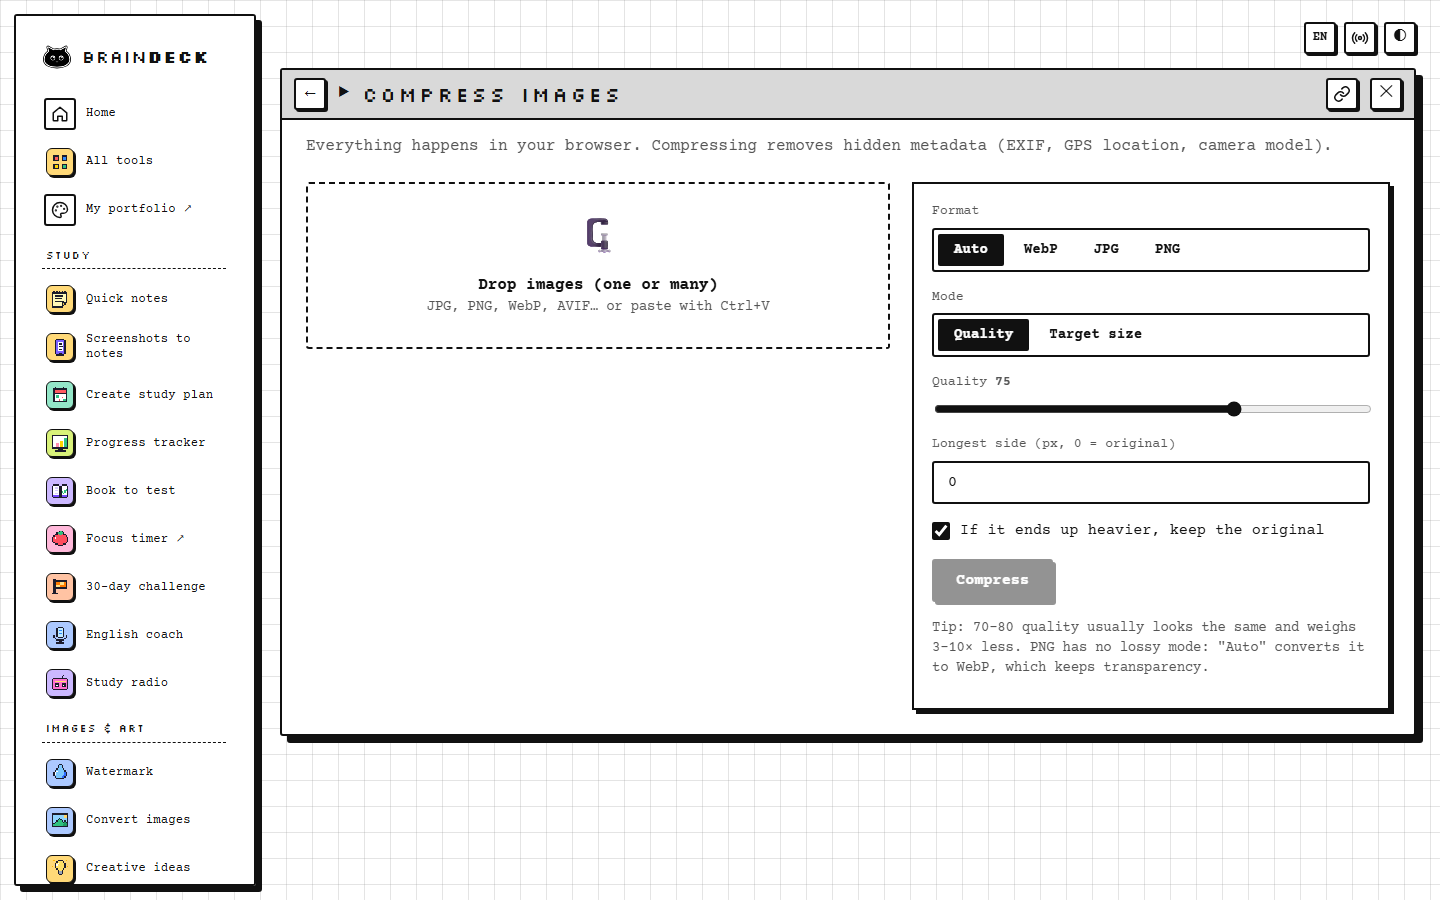 BRAINDECK
Home
All tools
My portfolio ↗
STUDY
Quick notes
Screenshots to
notes
Create study plan
Progress tracker
Book to test
Focus timer ↗
30-day challenge
English coach
Study radio
IMAGES & ART
Watermark
Convert images
Creative ideas
EN
← ▶ COMPRESS IMAGES
Everything happens in your browser. Compressing removes hidden metadata (EXIF, GPS location, camera model).
Drop images (one or many)
JPG, PNG, WebP, AVIF… or paste with Ctrl+V
Format
Auto WebP JPG PNG
Mode
Quality Target size
Quality 75
Longest side (px, 0 = original)
0
If it ends up heavier, keep the original
Compress
Tip: 70-80 quality usually looks the same and weighs
3-10× less. PNG has no lossy mode: "Auto" converts it
to WebP, which keeps transparency.